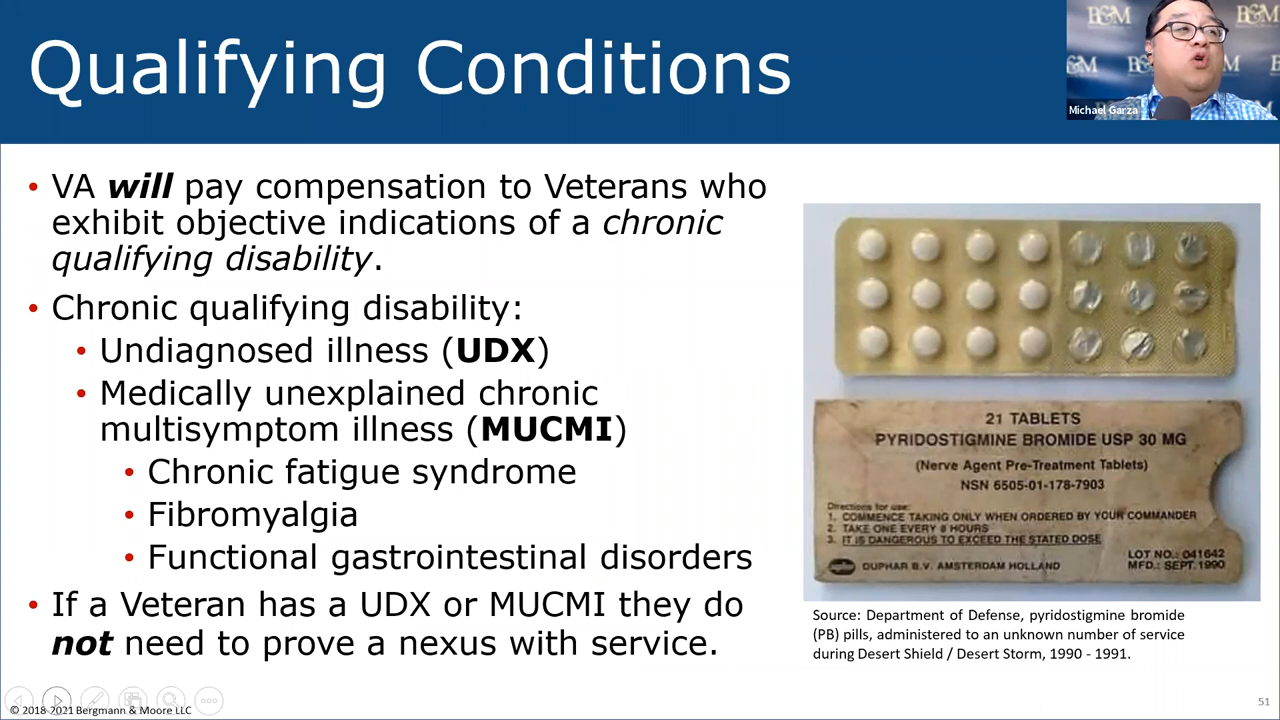 Qualifying Conditions
B&M
B&M
B&M
B&M
Michael Garza
• VA will pay compensation to Veterans who
exhibit objective indications of a chronic
qualifying disability.
• Chronic qualifying disability:
• Undiagnosed illness (UDX)
• Medically unexplained chronic
multisymptom illness (MUCMI)
• Chronic fatigue syndrome
• Fibromyalgia
• Functional gastrointestinal disorders
• If a Veteran has a UDX or MUCMI they do
not need to prove a nexus with service.
21 TABLETS
PYRIDOSTIGMINE BROMIDE USP 30 MG
(Nerve Agent Pre-Treatment Tablets)
NSN 6505-01-178-7903
Directions for use:
1. COMMENCE TAKING ONLY WHEN ORDERED BY YOUR COMMANDER
2. TAKE ONE EVERY 8 HOURS
3. IT IS DANGEROUS TO EXCEED THE STATED DOSE
DUPHAR B.V. AMSTERDAM HOLLAND
LOT NO.: 041642
MFD.: SEPT. 1990
Source: Department of Defense, pyridostigmine bromide
(PB) pills, administered to an unknown number of service
during Desert Shield / Desert Storm, 1990 - 1991.
© 2018-2021 Bergmann & Moore LLC
51